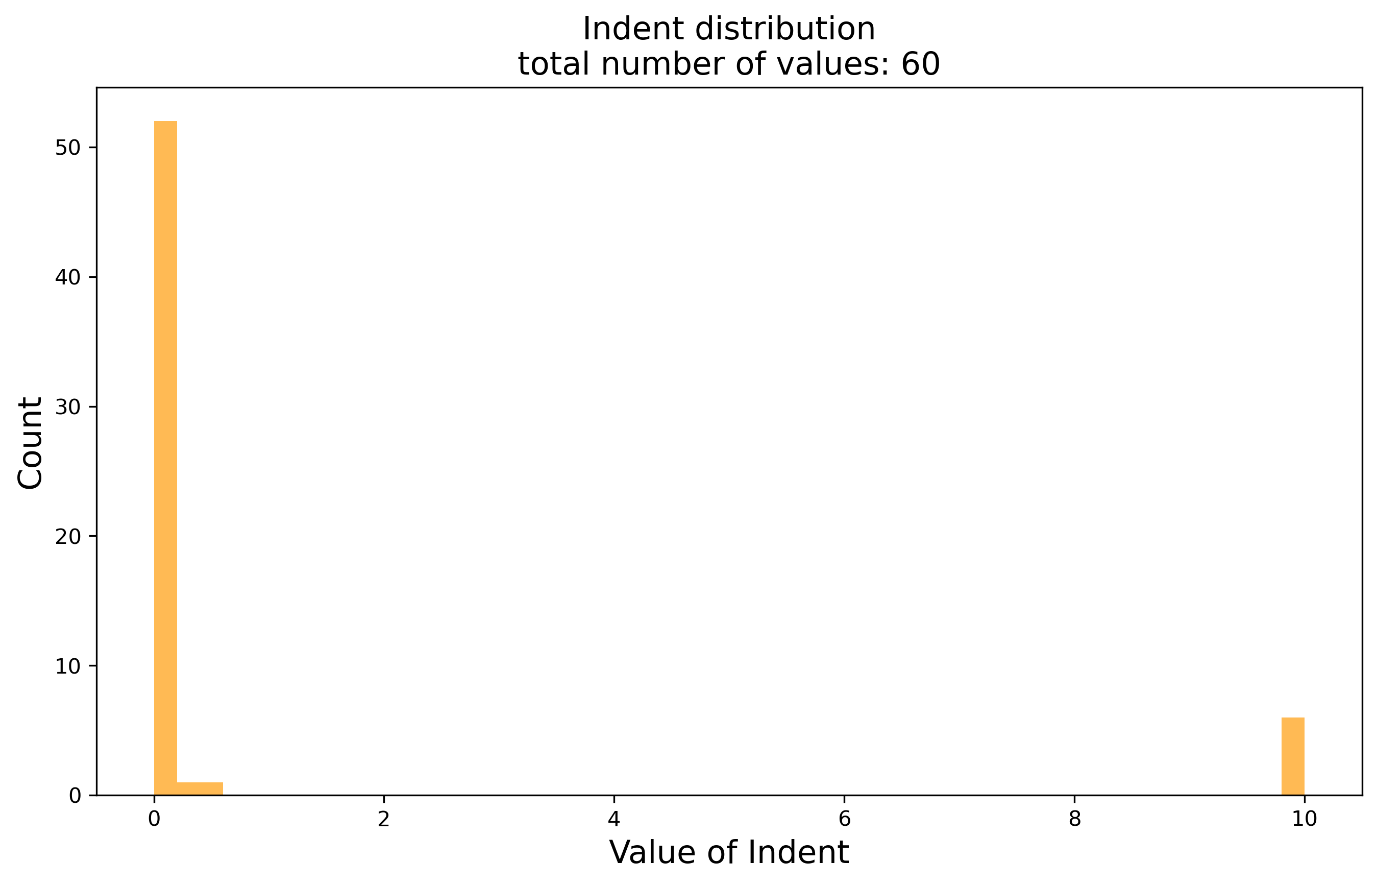 Indent distribution
total number of values: 60
50
40
30
20
10
0
Count
0 2 4 6 8 10
Value of Indent